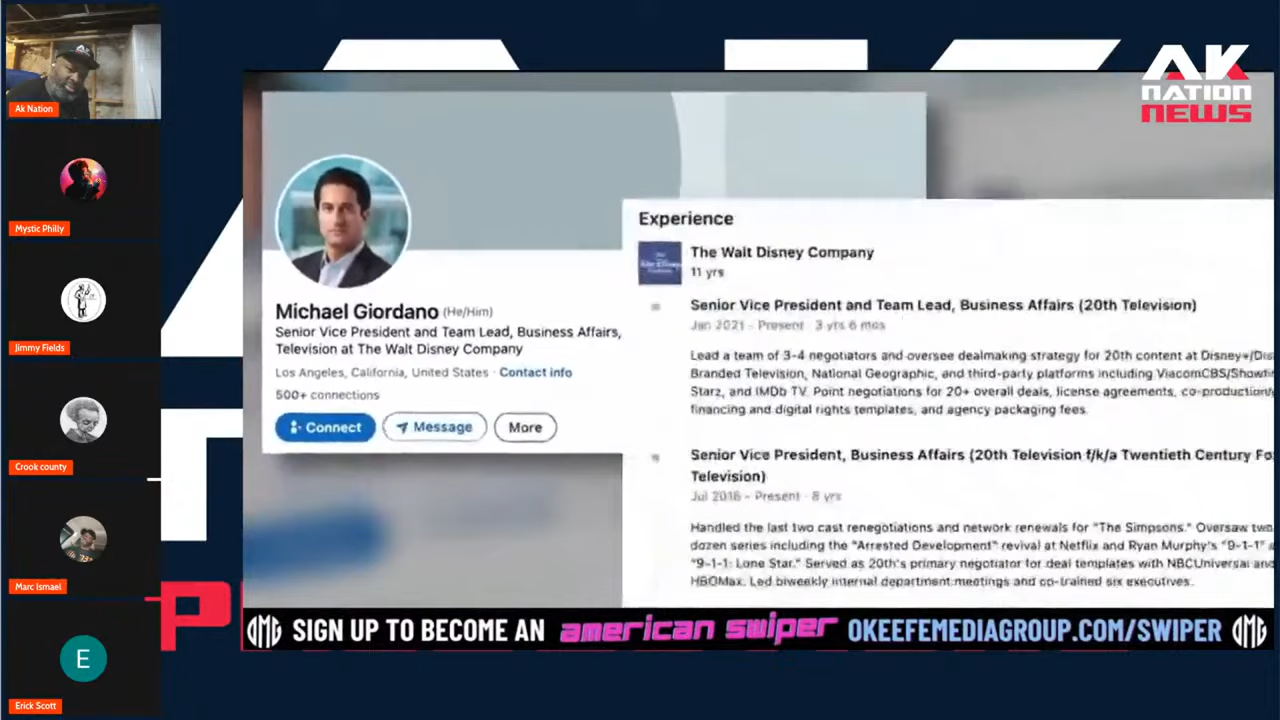 Ak Nation
Mystic Philly
Jimmy Fields
Crook county
Marc Ismael
E
Erick Scott
AK
NATION
NEWS
Michael Giordano (He/Him)
Senior Vice President and Team Lead, Business Affairs,
Television at The Walt Disney Company
Los Angeles, California, United States · Contact info
500+ connections
Connect
Message
More
Experience
The Walt Disney Company
11 yrs
Senior Vice President and Team Lead, Business Affairs (20th Television)
Jan 2021 - Present · 3 yrs 6 mos
Lead a team of 3-4 negotiators and oversee dealmaking strategy for 20th content at Disney+/Dis
Branded Television, National Geographic, and third-party platforms including ViacomCBS/Showti
Starz, and IMDb TV. Point negotiations for 20+ overall deals, license agreements, co-production/
financing and digital rights templates, and agency packaging fees.
Senior Vice President, Business Affairs (20th Television f/k/a Twentieth Century Fo
Television)
Jul 2016 - Present · 8 yrs
Handled the last two cast renegotiations and network renewals for "The Simpsons." Oversaw two
dozen series including the "Arrested Development" revival at Netflix and Ryan Murphy's "9-1-1" a
"9-1-1: Lone Star." Served as 20th's primary negotiator for deal templates with NBCUniversal and
HBOMax. Led biweekly internal department meetings and co-trained six executives.
OMG SIGN UP TO BECOME AN american swiper OKEEFEMEDIAGROUP.COM/SWIPER OMG